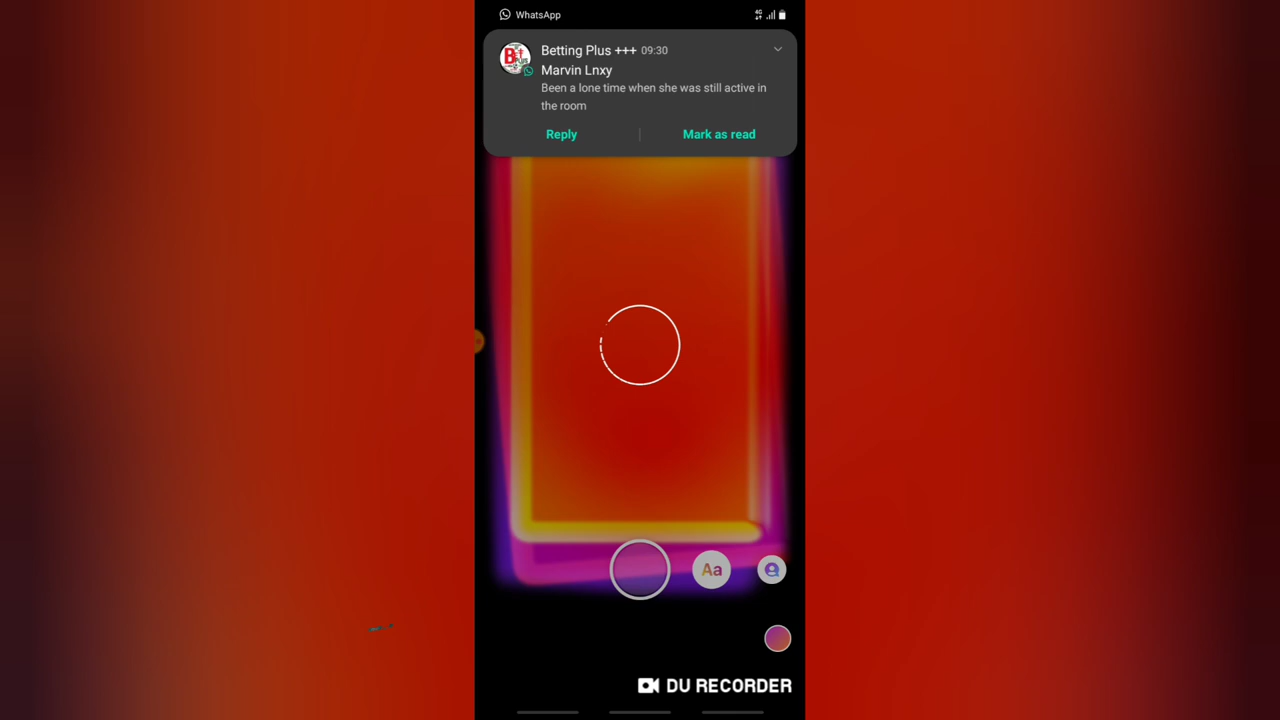 WhatsApp
4G
Betting Plus +++ 09:30
Marvin Lnxy
Been a lone time when she was still active in
the room
Reply | Mark as read
Aa
DU RECORDER